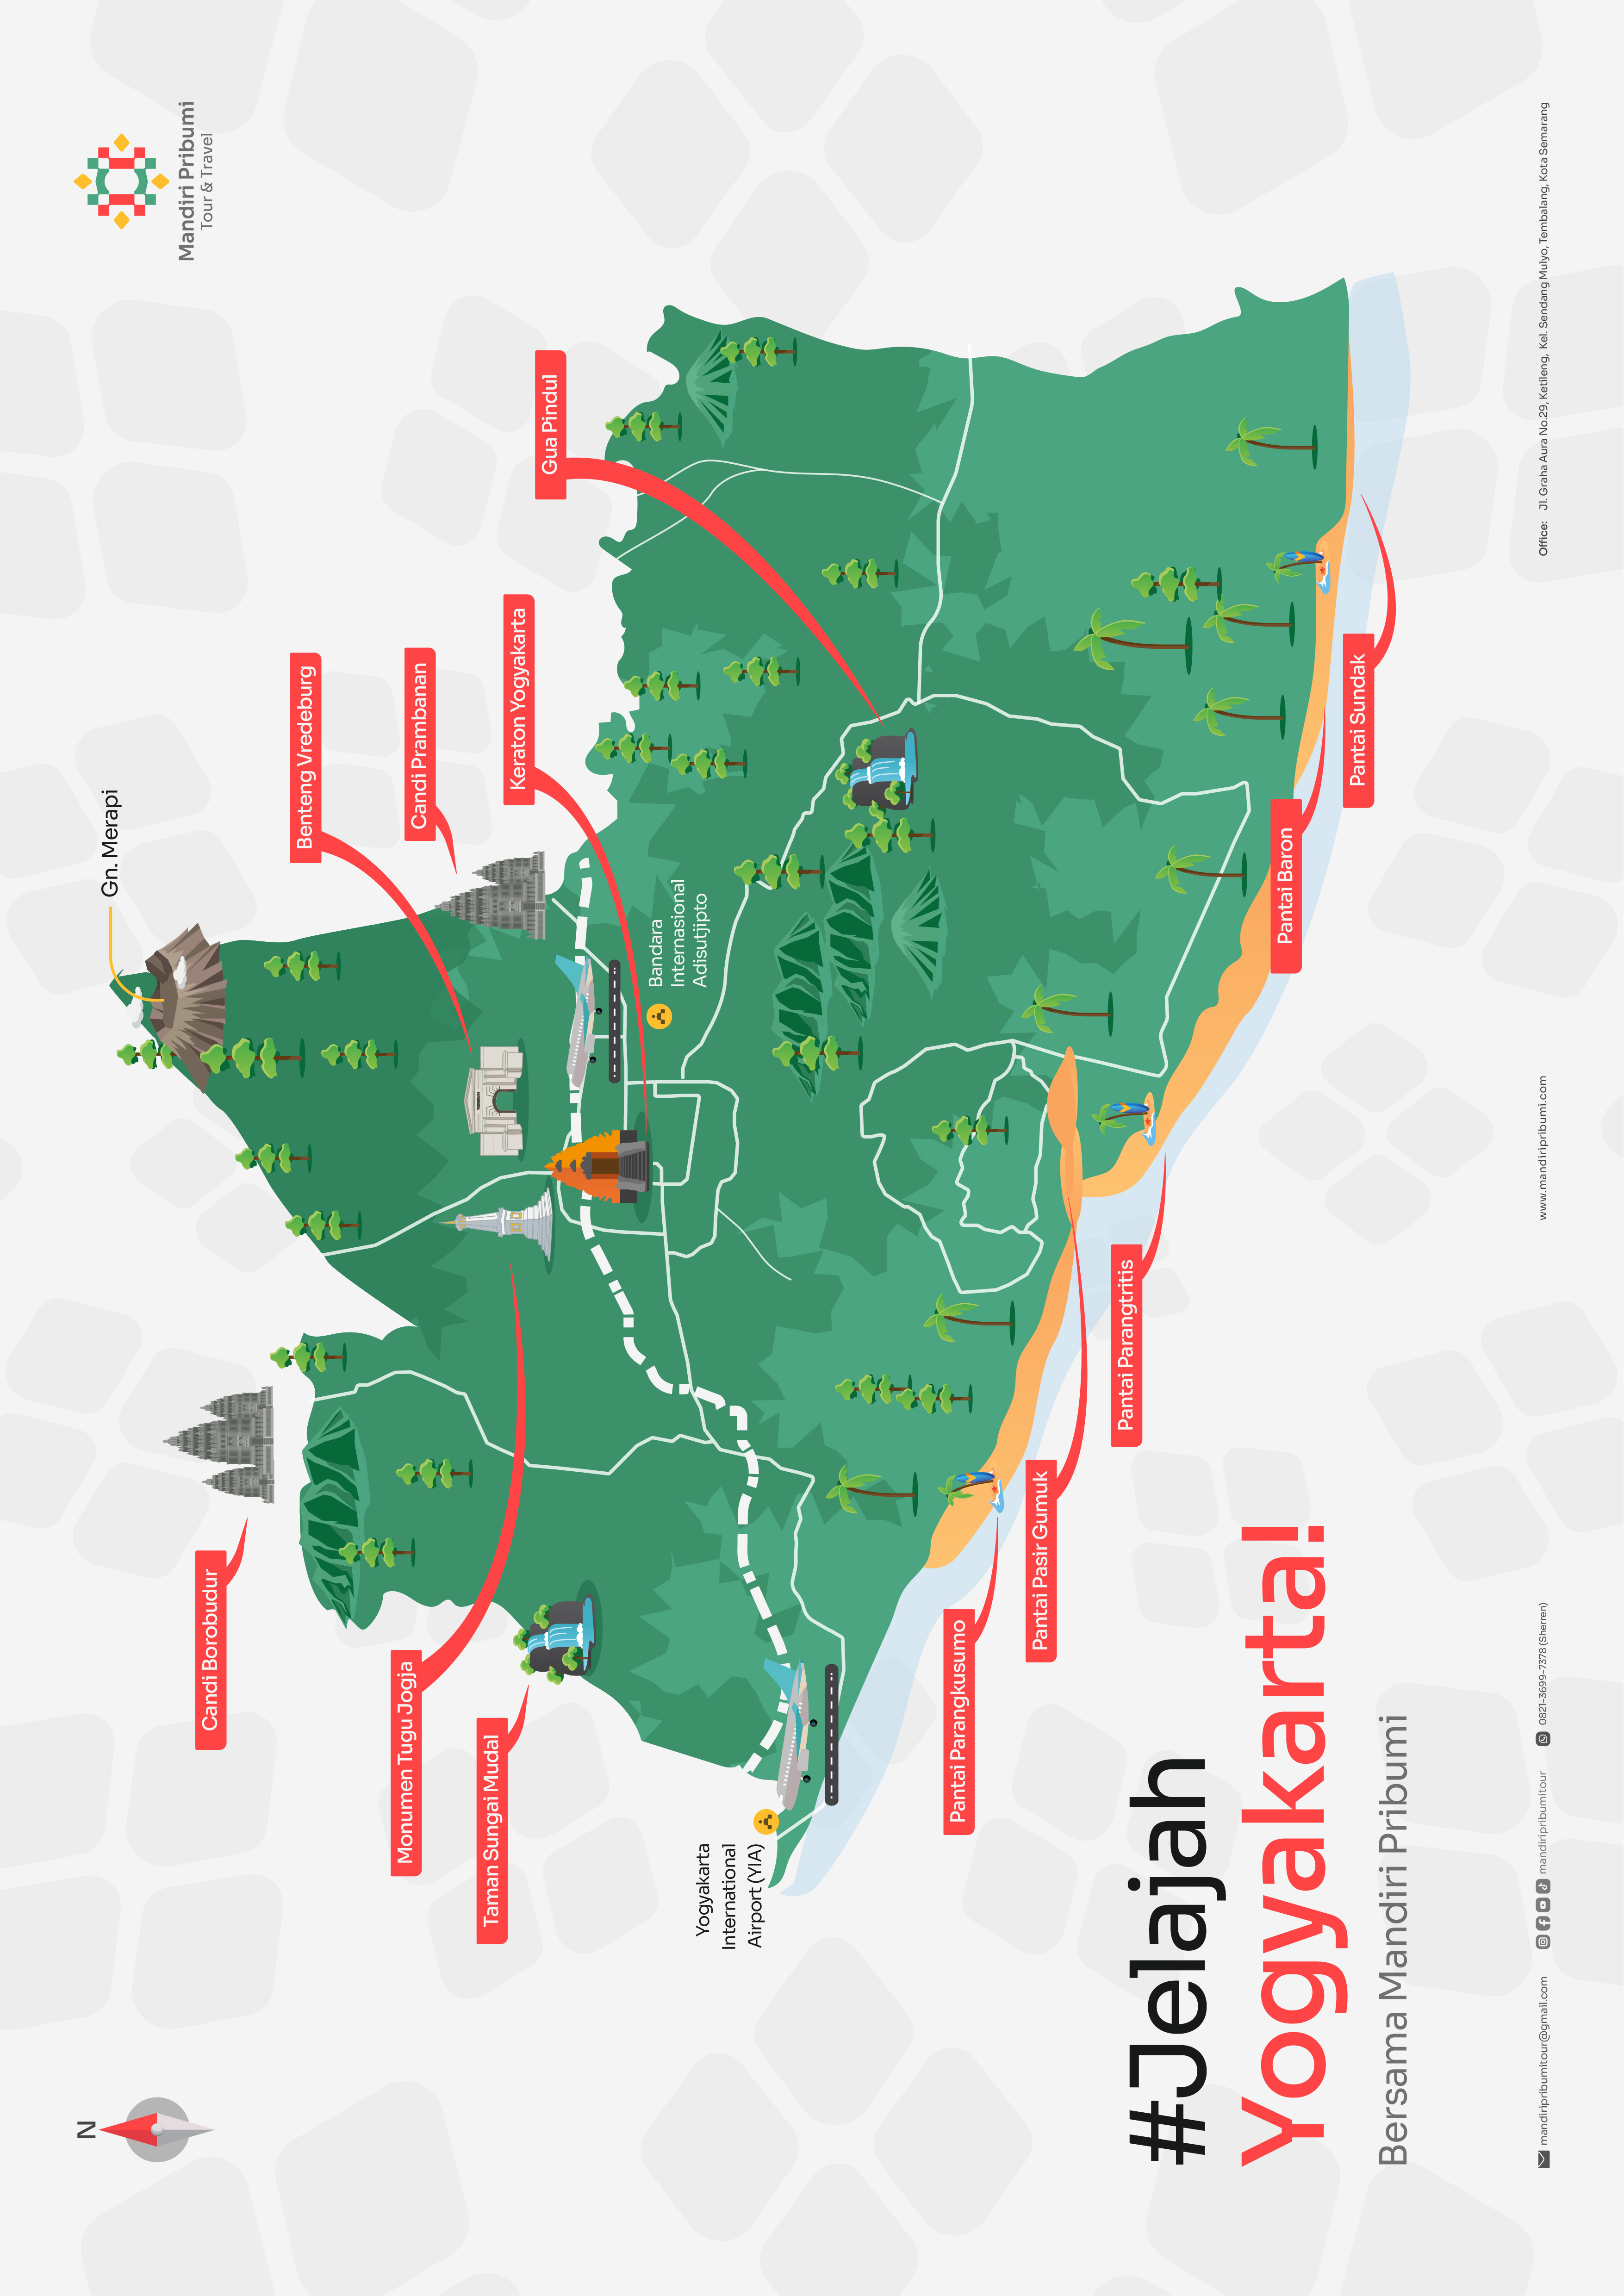 N
Gn. Merapi
Mandiri Pribumi
Tour & Travel
Candi Borobudur
Benteng Vredeburg
Monumen Tugu Jogja
Candi Prambanan
Taman Sungai Mudal
Keraton Yogyakarta
Gua Pindul
Bandara
Internasional
Adisutjipto
Yogyakarta
International
Airport (YIA)
Pantai Parangkusumo
Pantai Pasir Gumuk
Pantai Parangtritis
Pantai Baron
Pantai Sundak
#Jelajah
Yogyakarta!
Bersama Mandiri Pribumi
mandiripribumitour@gmail.com
mandiripribumitour
0821-3699-7378 (Sherren)
www.mandiripribumi.com
Office: Jl. Graha Aura No.29, Ketileng, Kel. Sendang Mulyo, Tembalang, Kota Semarang